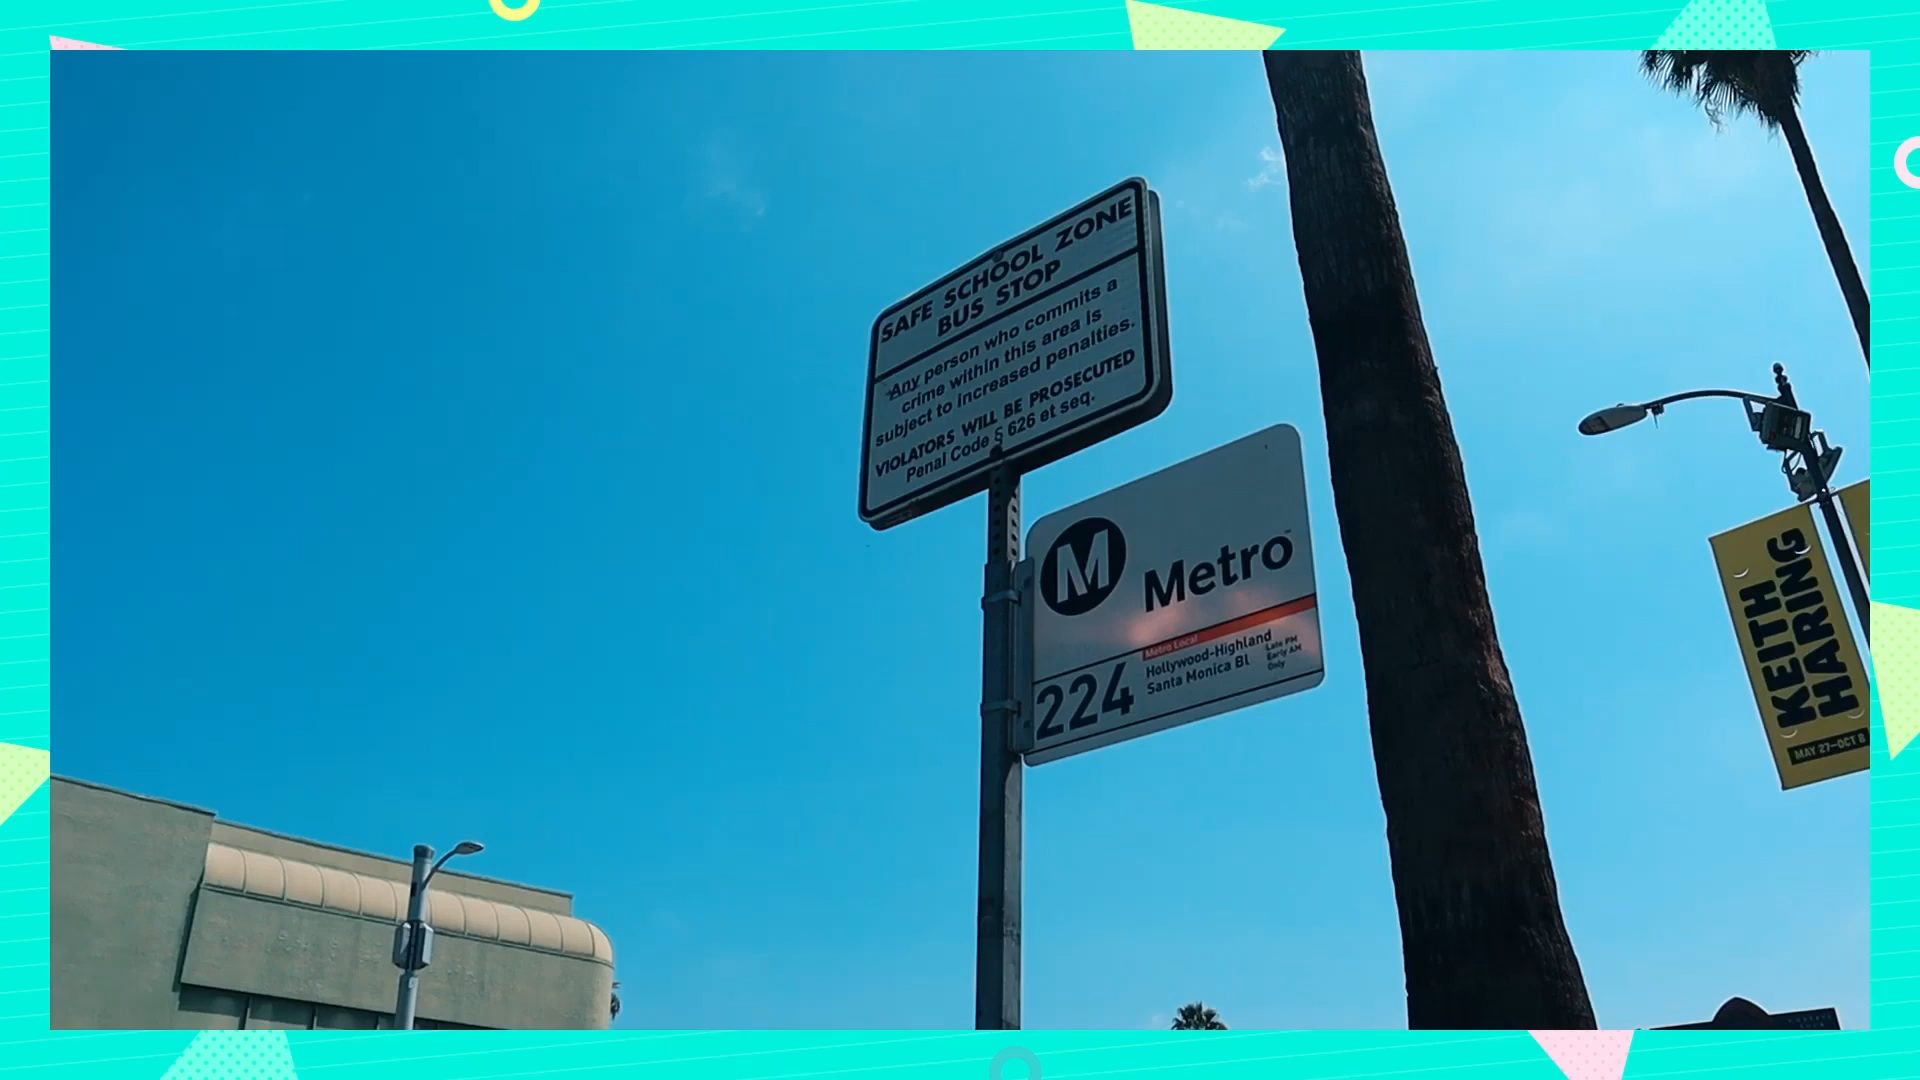 SAFE SCHOOL ZONE
BUS STOP
Any person who commits a
crime within this area is
subject to increased penalties.
VIOLATORS WILL BE PROSECUTED
Penal Code § 626 et seq.
M
Metro
Metro Local
Hollywood-Highland
Santa Monica Bl
Late PM
Early AM
Only
224
KEITH
HARING
MAY 27–OCT 8